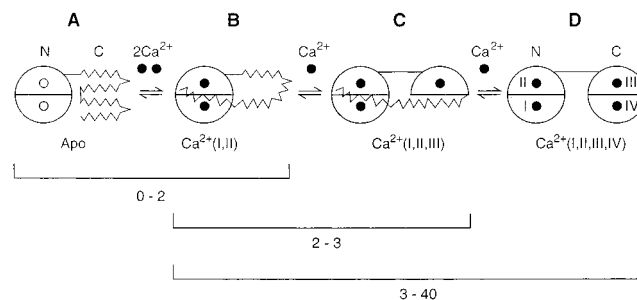 A B C D
N C 2Ca²⁺ Ca²⁺ Ca²⁺ N C
II III
I IV
Apo Ca²⁺(I,II) Ca²⁺(I,II,III) Ca²⁺(I,II,III,IV)
0 - 2
2 - 3
3 - 40